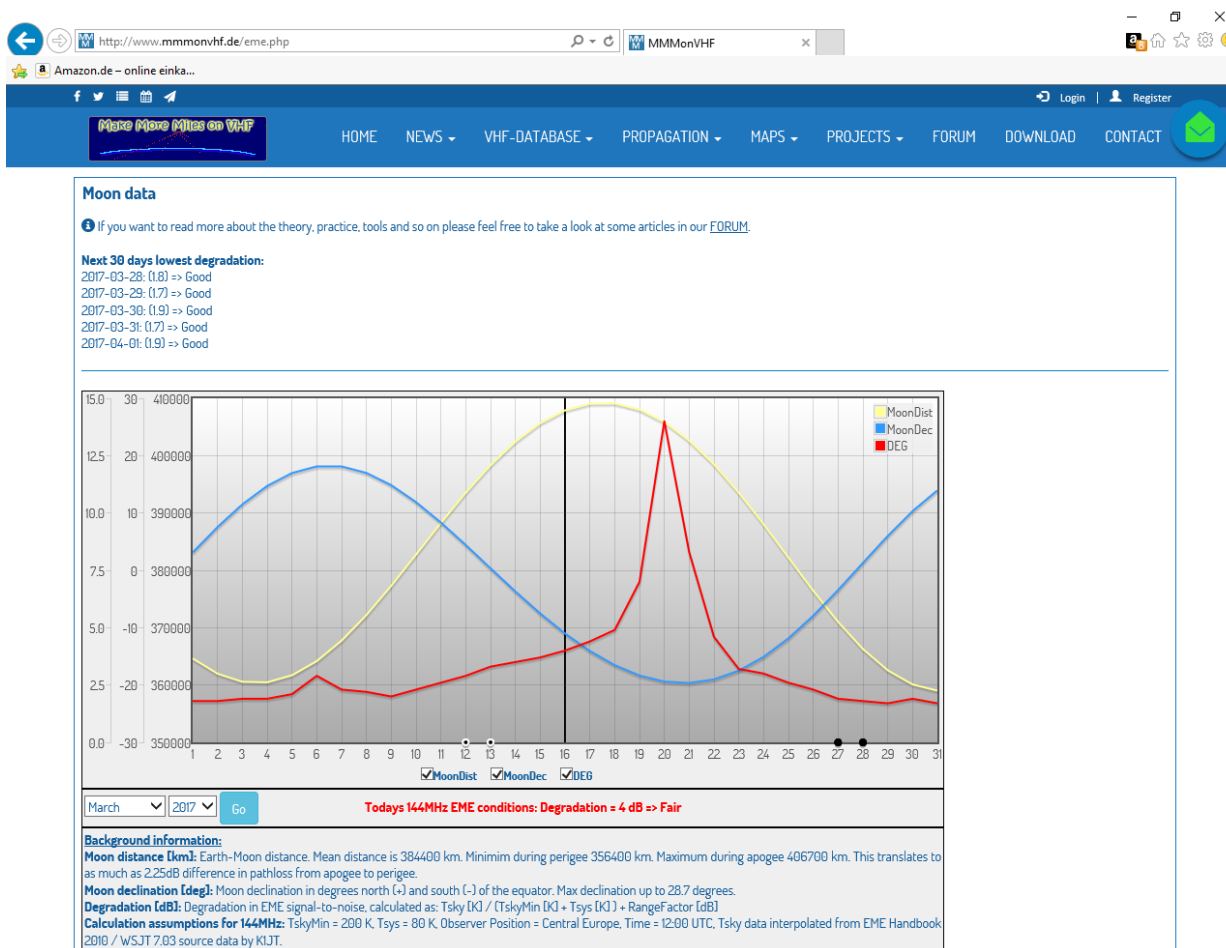 http://www.mmmonvhf.de/eme.php
MMMonVHF
Amazon.de – online einka...
Login | Register
Make More Miles on VHF
HOME NEWS VHF-DATABASE PROPAGATION MAPS PROJECTS FORUM DOWNLOAD CONTACT
Moon data
If you want to read more about the theory, practice, tools and so on please feel free to take a look at some articles in our FORUM.
Next 30 days lowest degradation:
2017-03-28: (1.8) => Good
2017-03-29: (1.7) => Good
2017-03-30: (1.9) => Good
2017-03-31: (1.7) => Good
2017-04-01: (1.9) => Good
15.0 30 410000
MoonDist
MoonDec
DEG
12.5 20 400000
10.0 10 390000
7.5 0 380000
5.0 -10 370000
2.5 -20 360000
0.0 -30 350000
1 2 3 4 5 6 7 8 9 10 11 12 13 14 15 16 17 18 19 20 21 22 23 24 25 26 27 28 29 30 31
MoonDist MoonDec DEG
March 2017 Go Todays 144MHz EME conditions: Degradation = 4 dB => Fair
Background information:
Moon distance [km]: Earth-Moon distance. Mean distance is 384400 km. Minimim during perigee 356400 km. Maximum during apogee 406700 km. This translates to
as much as 2.25dB difference in pathloss from apogee to perigee.
Moon declination [deg]: Moon declination in degrees north (+) and south (-) of the equator. Max declination up to 28.7 degrees.
Degradation [dB]: Degradation in EME signal-to-noise, calculated as: Tsky [K] / (TskyMin [K] + Tsys [K] ) + RangeFactor [dB]
Calculation assumptions for 144MHz: TskyMin = 200 K, Tsys = 80 K, Observer Position = Central Europe, Time = 12:00 UTC, Tsky data interpolated from EME Handbook
2010 / WSJT 7.03 source data by K1JT.